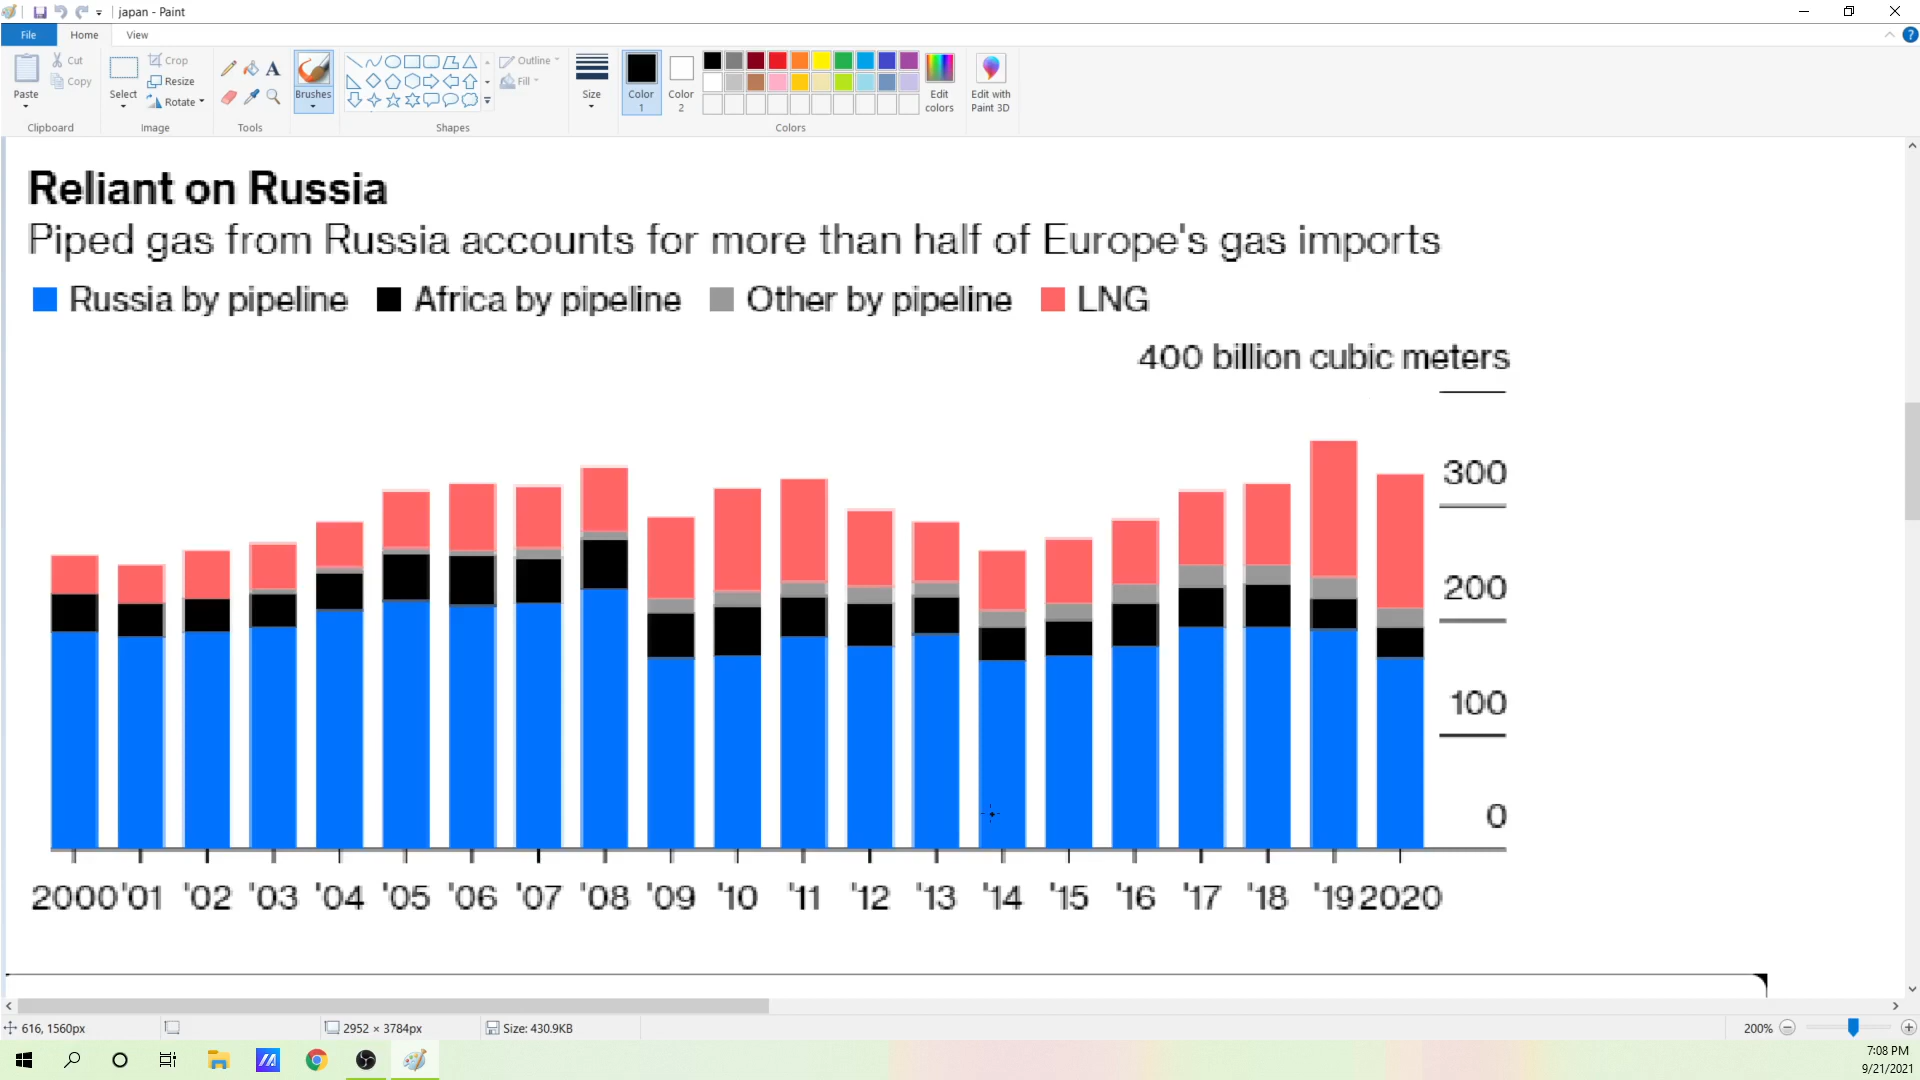 japan - Paint
File Home View
Paste Cut Copy Select Crop Resize Rotate Brushes Outline Fill Size Color 1 Color 2 Edit colors Edit with Paint 3D
Clipboard Image Tools Shapes Colors
Reliant on Russia
Piped gas from Russia accounts for more than half of Europe's gas imports
Russia by pipeline Africa by pipeline Other by pipeline LNG
400 billion cubic meters
300
200
100
0
2000 '01 '02 '03 '04 '05 '06 '07 '08 '09 '10 '11 '12 '13 '14 '15 '16 '17 '18 '19 2020
616, 1560px 2952 × 3784px Size: 430.9KB 200%
7:08 PM
9/21/2021